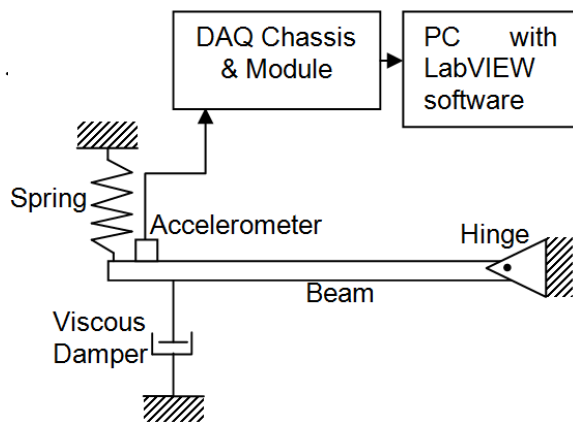 DAQ Chassis
& Module
PC with
LabVIEW
software
Spring
Accelerometer
Hinge
Beam
Viscous
Damper